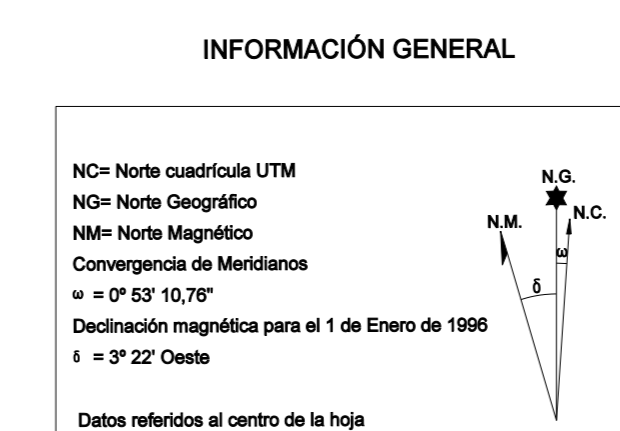 INFORMACIÓN GENERAL
NC= Norte cuadrícula UTM
NG= Norte Geográfico
NM= Norte Magnético
Convergencia de Meridianos
ω = 0º 53' 10,76"
Declinación magnética para el 1 de Enero de 1996
δ = 3º 22' Oeste
Datos referidos al centro de la hoja
N.G.
N.M.
N.C.
ω
δ